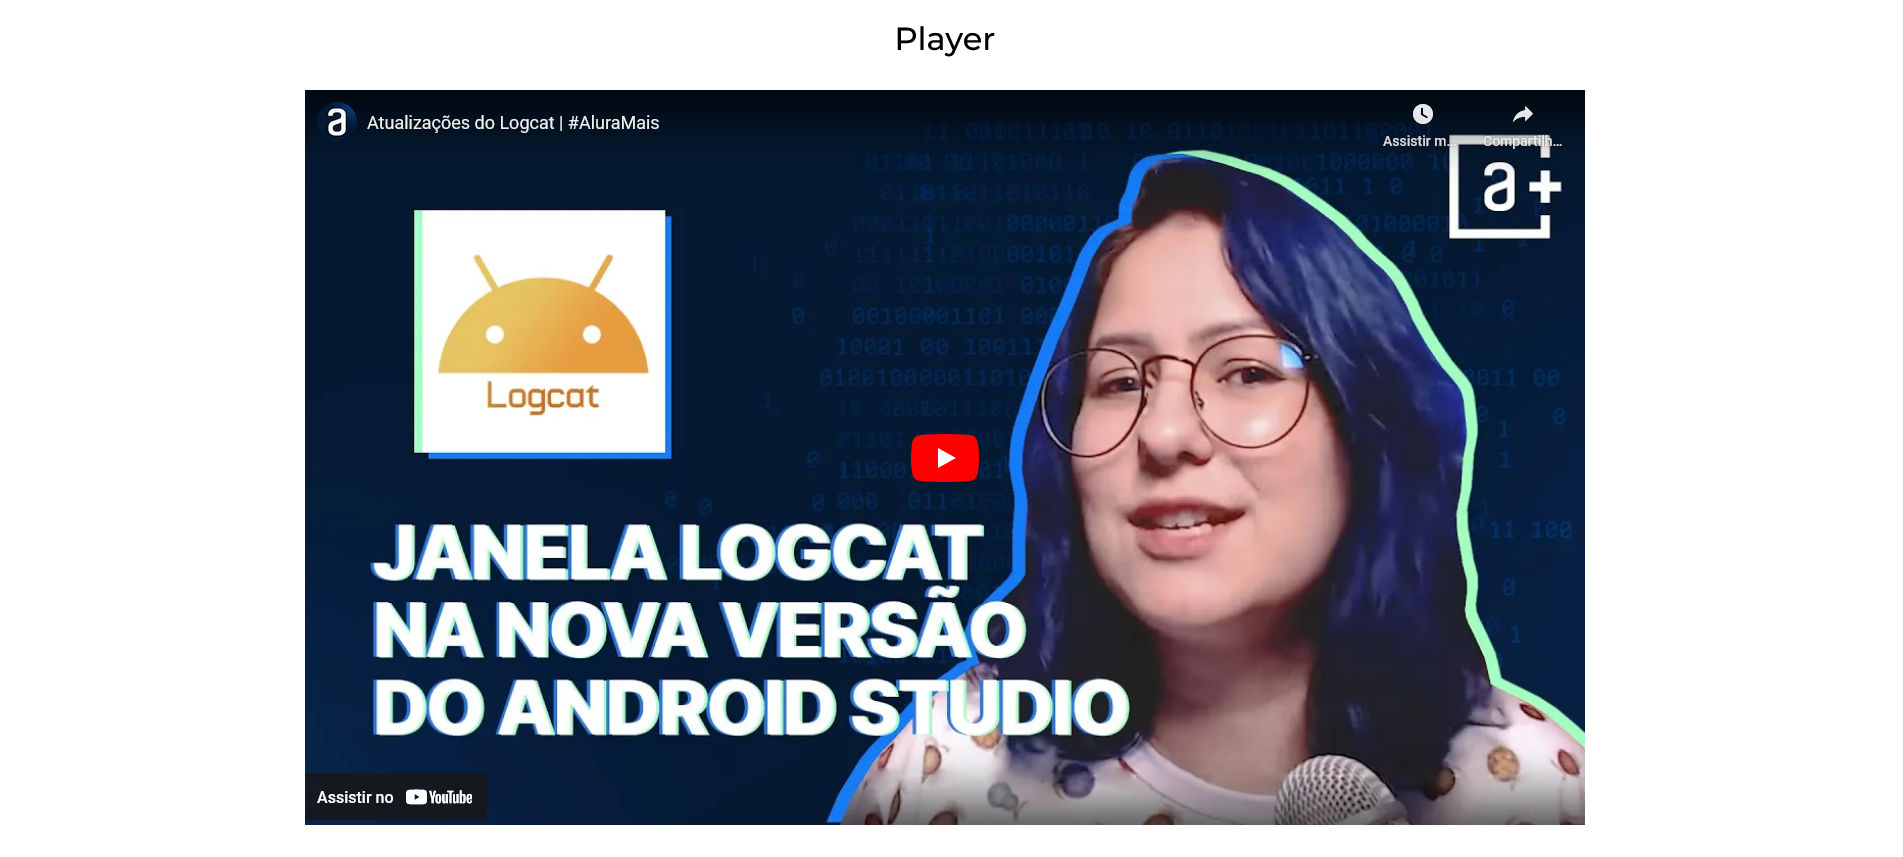 Player
Atualizações do Logcat | #AluraMais
Assistir m...
Compartilh...
a+
Logcat
JANELA LOGCAT
NA NOVA VERSÃO
DO ANDROID STUDIO
Assistir no YouTube